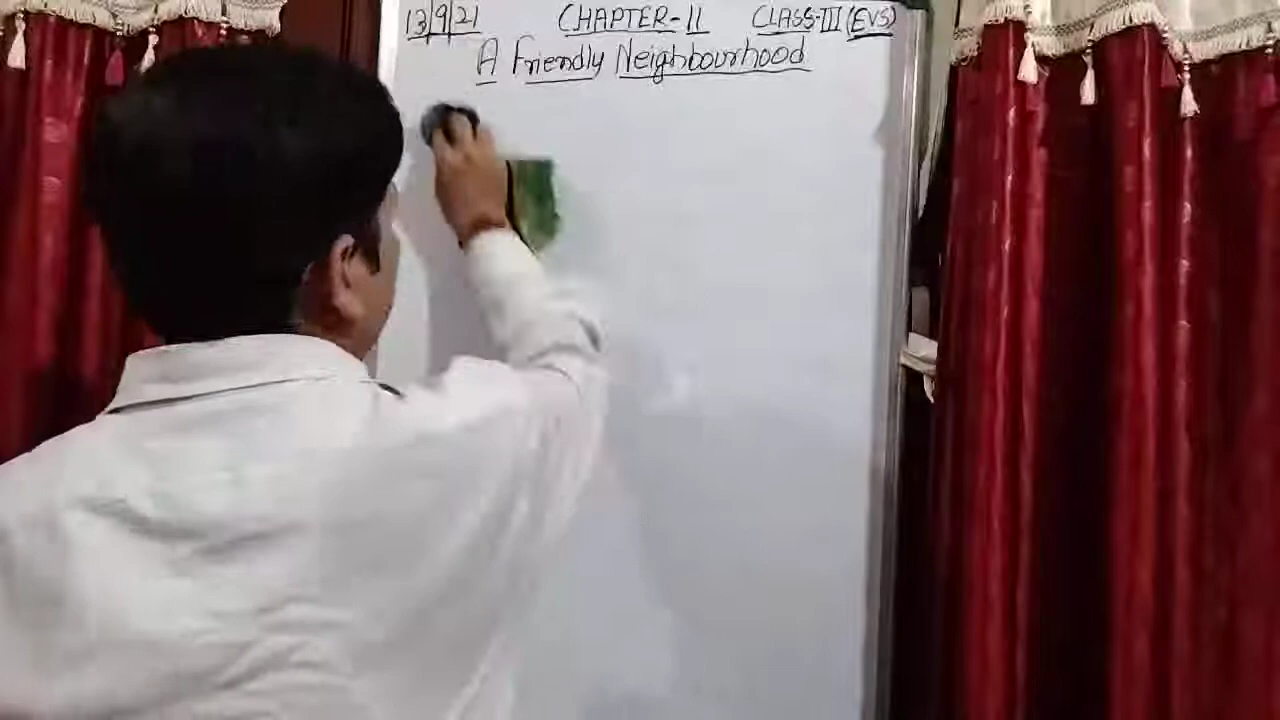 13/9/21 CHAPTER-11 CLASS-III (EVS)
A Friendly Neighbourhood